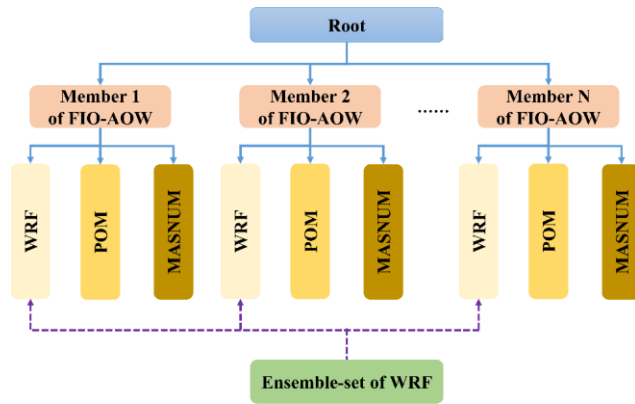 Root
Member 1
of FIO-AOW
Member 2
of FIO-AOW
......
Member N
of FIO-AOW
WRF
POM
MASNUM
WRF
POM
MASNUM
WRF
POM
MASNUM
Ensemble-set of WRF